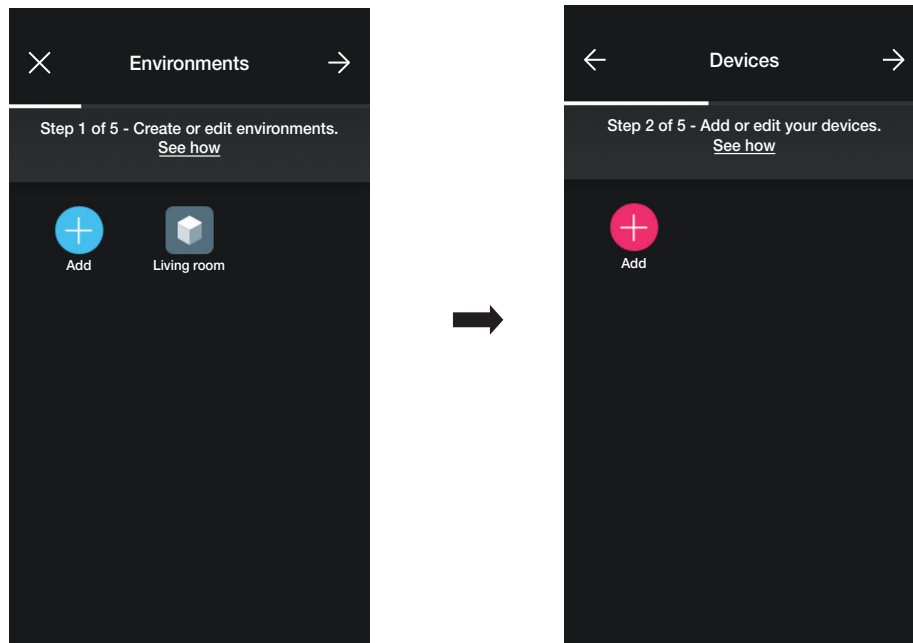 Environments
Step 1 of 5 - Create or edit environments.
See how
Add
Living room
Devices
Step 2 of 5 - Add or edit your devices.
See how
Add